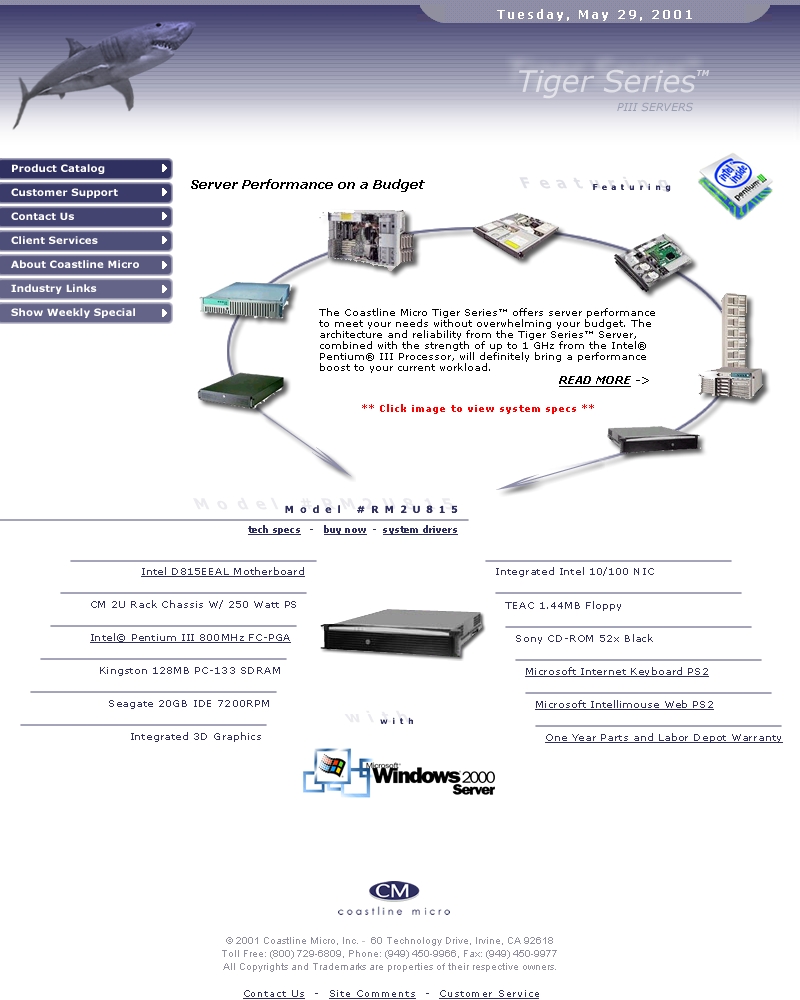 Tuesday, May 29, 2001
Tiger Series™
PIII SERVERS
Product Catalog
Customer Support
Contact Us
Client Services
About Coastline Micro
Industry Links
Show Weekly Special
Server Performance on a Budget
Featuring
Featuring
intel inside
pentium III
The Coastline Micro Tiger Series™ offers server performance
to meet your needs without overwhelming your budget. The
architecture and reliability from the Tiger Series™ Server,
combined with the strength of up to 1 GHz from the Intel®
Pentium® III Processor, will definitely bring a performance
boost to your current workload.
READ MORE ->
** Click image to view system specs **
Model #RM2U815
Model #RM2U815
tech specs - buy now - system drivers
Intel D815EEAL Motherboard
CM 2U Rack Chassis W/ 250 Watt PS
Intel© Pentium III 800MHz FC-PGA
Kingston 128MB PC-133 SDRAM
Seagate 20GB IDE 7200RPM
Integrated 3D Graphics
Integrated Intel 10/100 NIC
TEAC 1.44MB Floppy
Sony CD-ROM 52x Black
Microsoft Internet Keyboard PS2
Microsoft Intellimouse Web PS2
One Year Parts and Labor Depot Warranty
with
with
Microsoft®
Windows 2000
Server
CM
coastline micro
© 2001 Coastline Micro, Inc. - 60 Technology Drive, Irvine, CA 92618
Toll Free: (800) 729-6809, Phone: (949) 450-9966, Fax: (949) 450-9977
All Copyrights and Trademarks are properties of their respective owners.
Contact Us - Site Comments - Customer Service